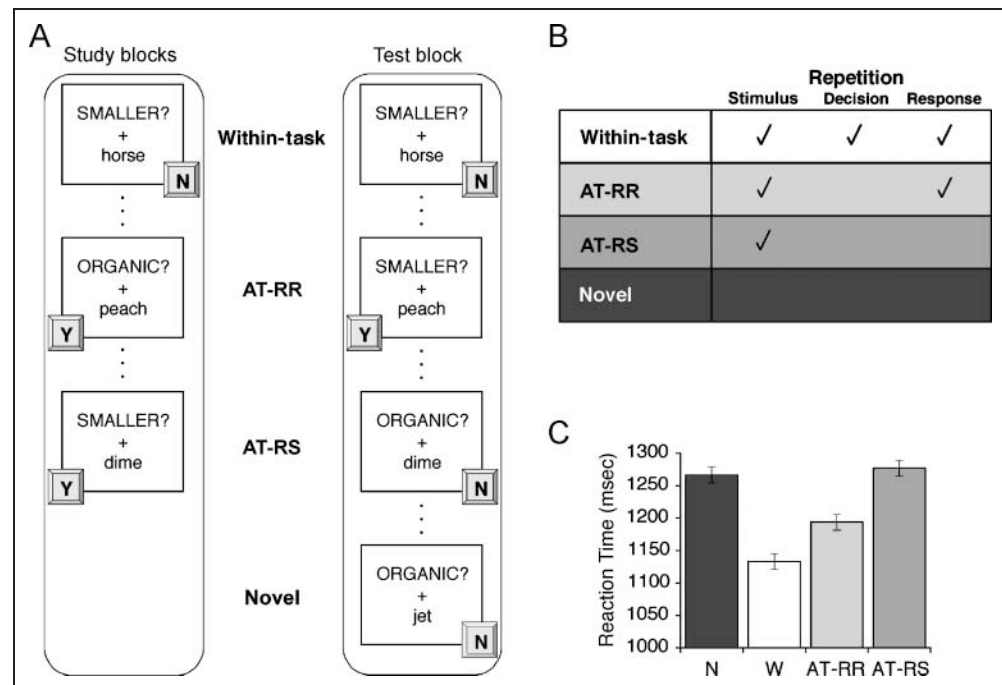 A
Study blocks
Test block
SMALLER?
+
horse
N
Within-task
SMALLER?
+
horse
N
ORGANIC?
+
peach
Y
AT-RR
SMALLER?
+
peach
Y
SMALLER?
+
dime
Y
AT-RS
ORGANIC?
+
dime
N
Novel
ORGANIC?
+
jet
N
B
Repetition
Stimulus Decision Response
Within-task ✓ ✓ ✓
AT-RR ✓ ✓
AT-RS ✓
Novel
C
Reaction Time (msec)
1300
1250
1200
1150
1100
1050
1000
N W AT-RR AT-RS